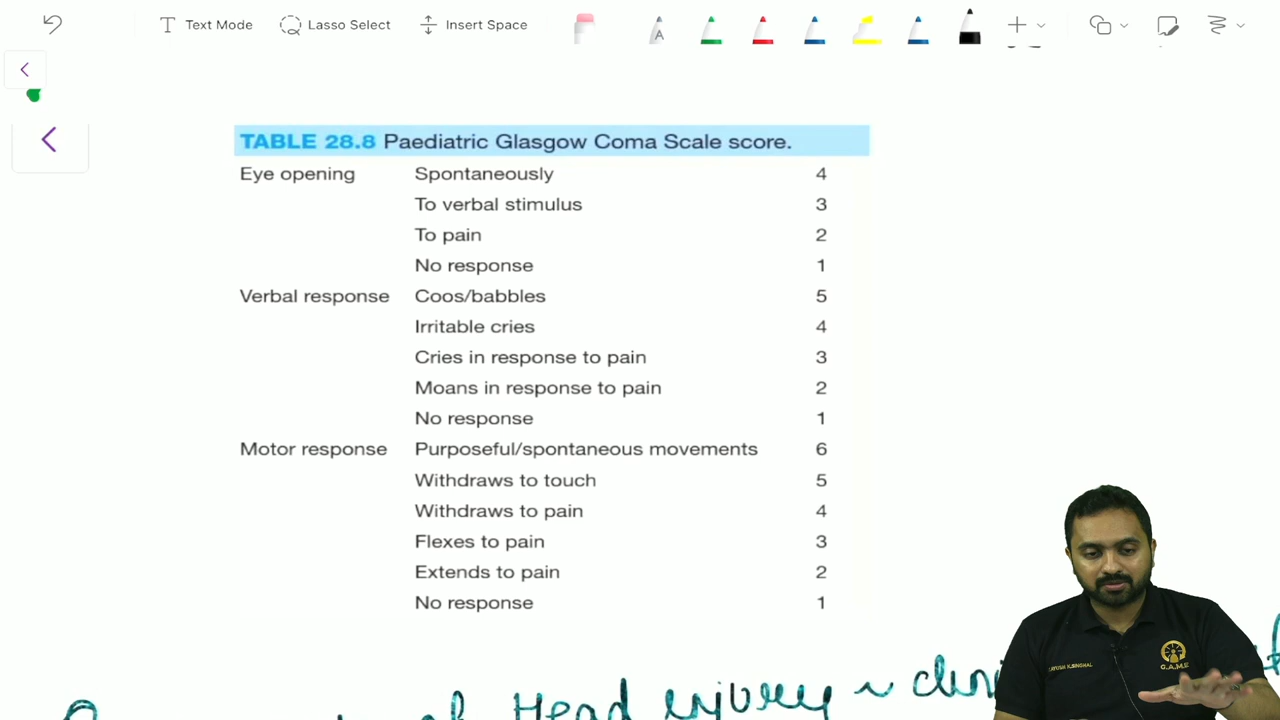 Text Mode Lasso Select Insert Space
TABLE 28.8 Paediatric Glasgow Coma Scale score.
Eye opening Spontaneously 4
To verbal stimulus 3
To pain 2
No response 1
Verbal response Coos/babbles 5
Irritable cries 4
Cries in response to pain 3
Moans in response to pain 2
No response 1
Motor response Purposeful/spontaneous movements 6
Withdraws to touch 5
Withdraws to pain 4
Flexes to pain 3
Extends to pain 2
No response 1
Head injury
G.A.M.E